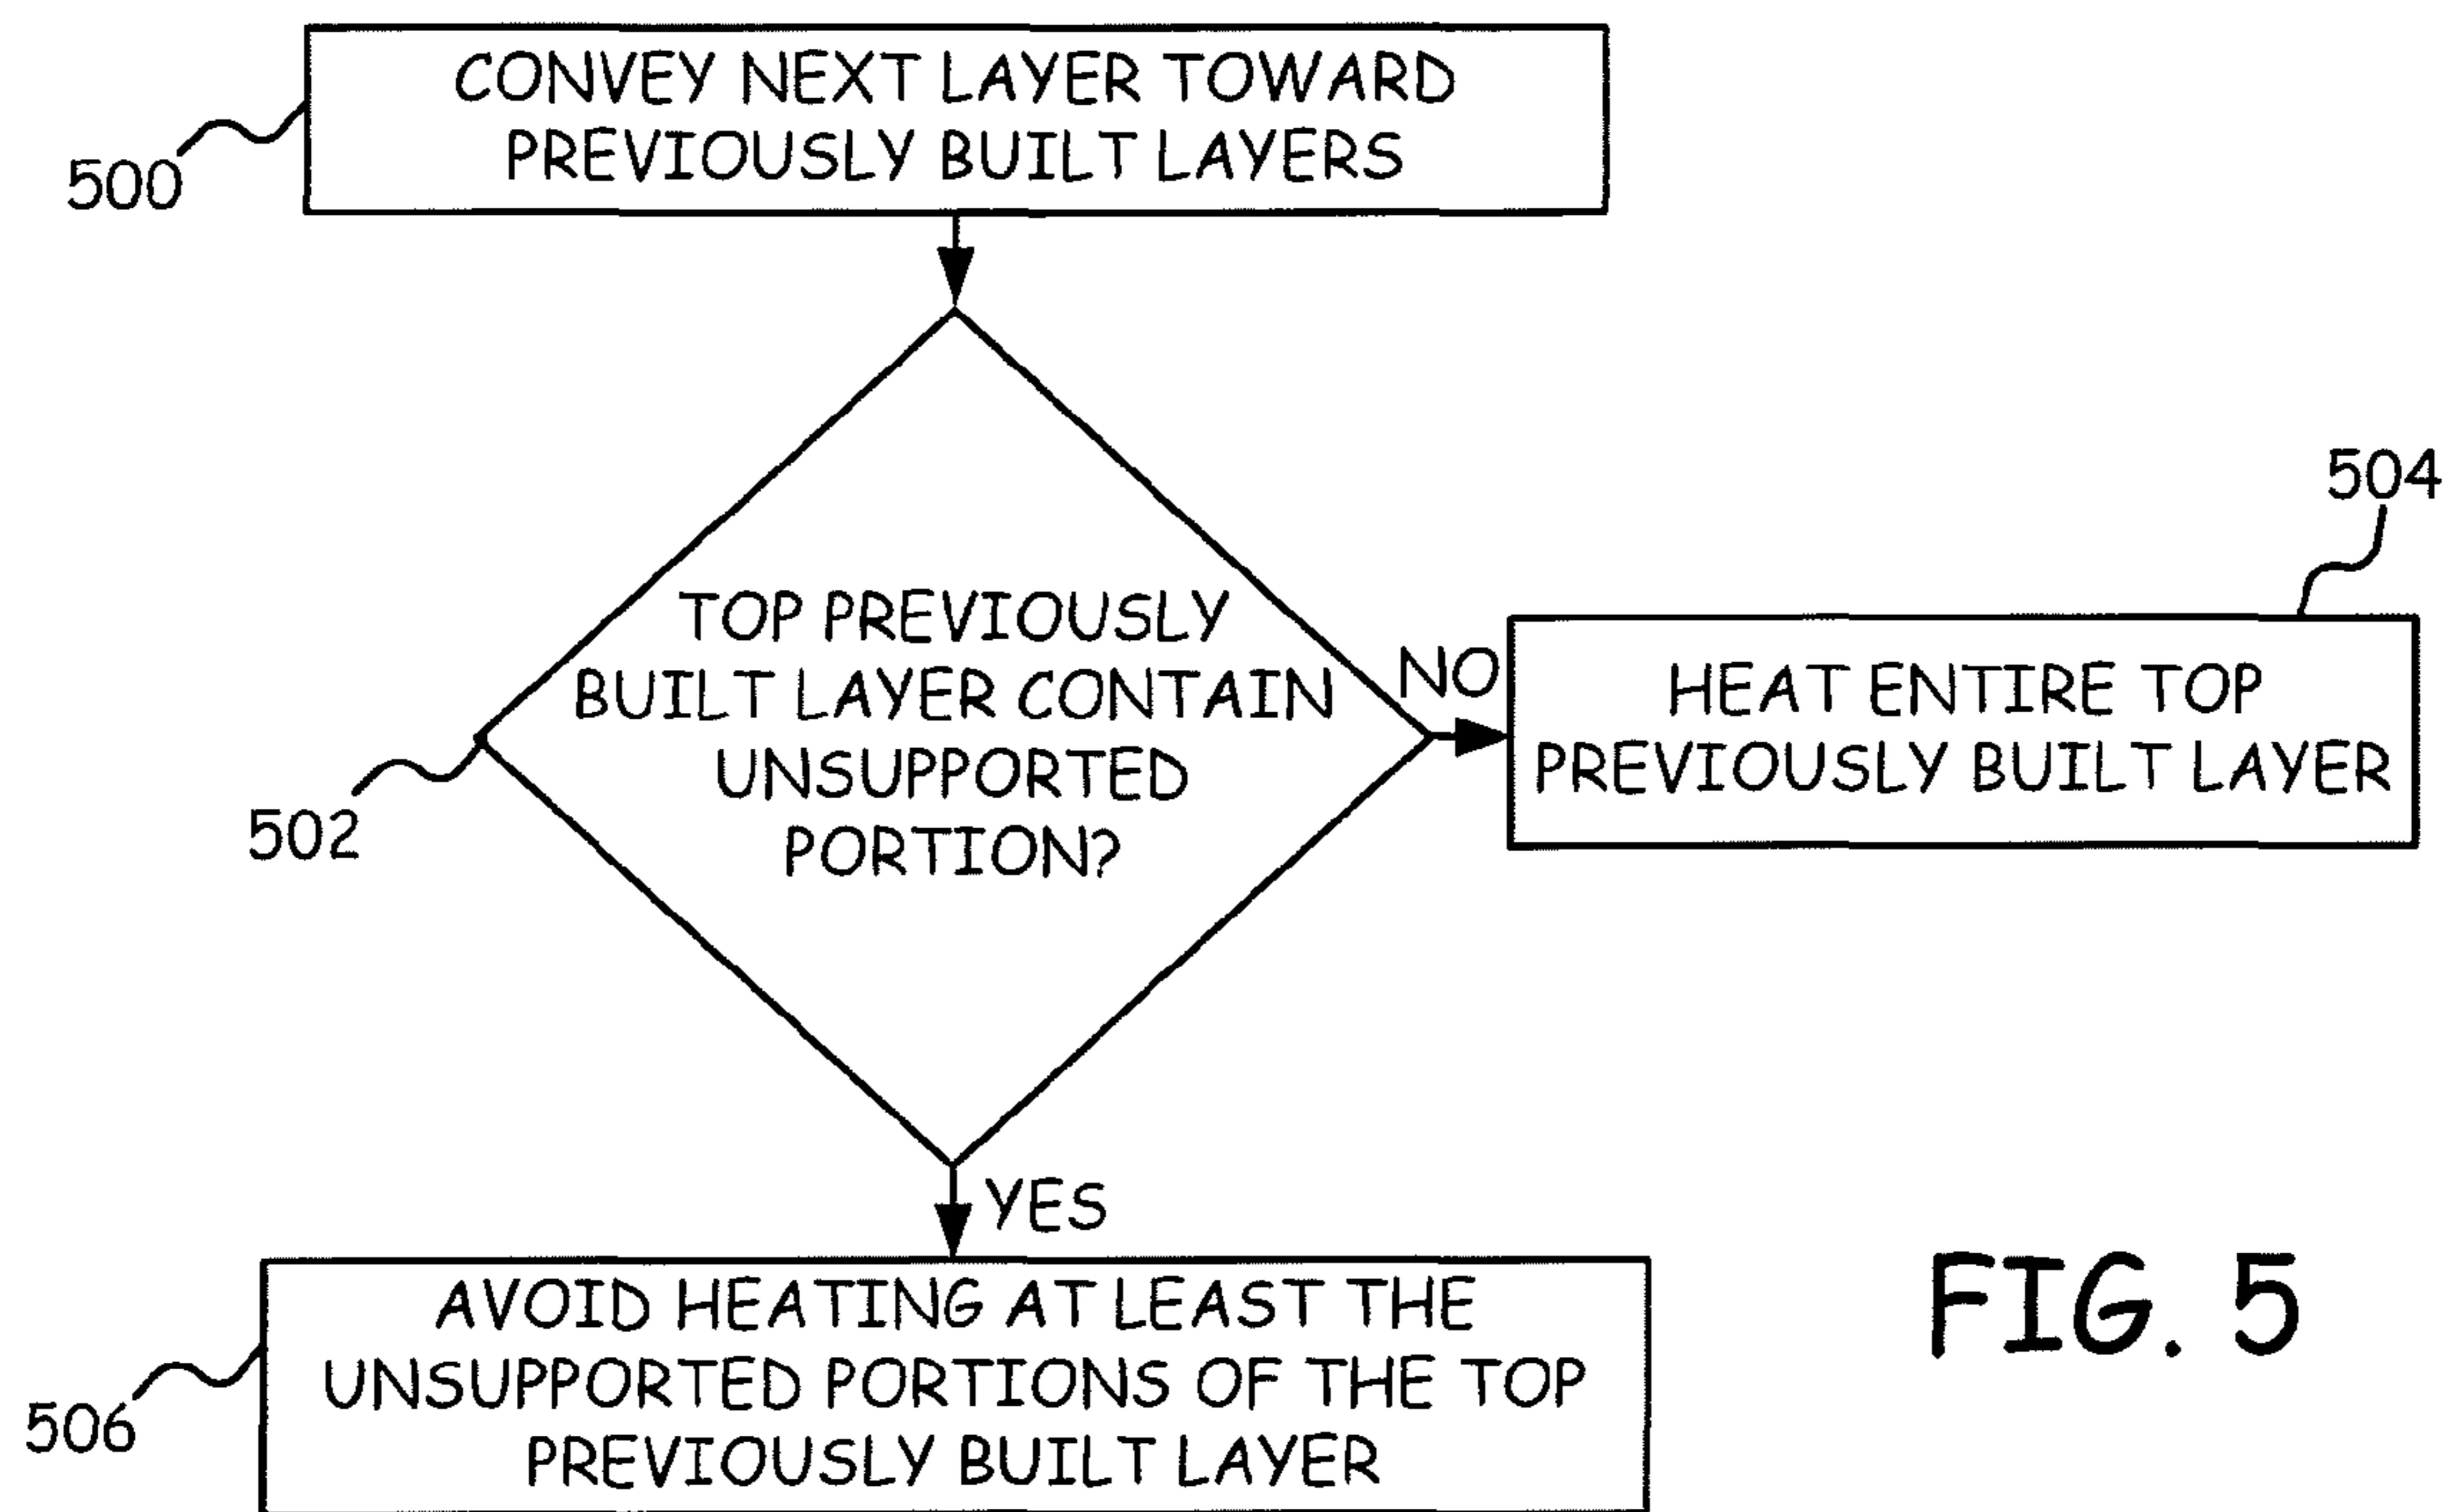 CONVEY NEXT LAYER TOWARD
PREVIOUSLY BUILT LAYERS
500
TOP PREVIOUSLY
BUILT LAYER CONTAIN
UNSUPPORTED
PORTION?
502
NO
504
HEAT ENTIRE TOP
PREVIOUSLY BUILT LAYER
YES
AVOID HEATING AT LEAST THE
UNSUPPORTED PORTIONS OF THE TOP
PREVIOUSLY BUILT LAYER
506
FIG. 5